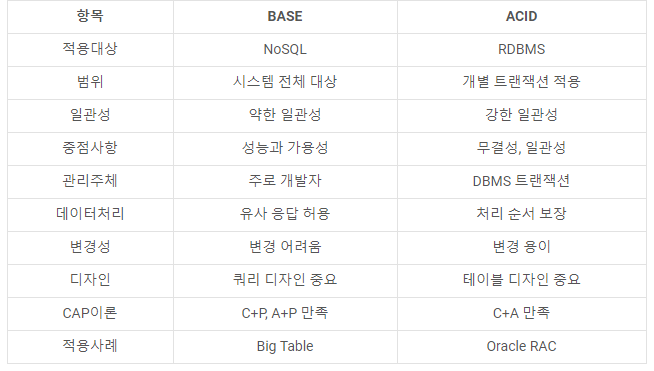 항목 BASE ACID
적용대상 NoSQL RDBMS
범위 시스템 전체 대상 개별 트랜잭션 적용
일관성 약한 일관성 강한 일관성
중점사항 성능과 가용성 무결성, 일관성
관리주체 주로 개발자 DBMS 트랜잭션
데이터처리 유사 응답 허용 처리 순서 보장
변경성 변경 어려움 변경 용이
디자인 쿼리 디자인 중요 테이블 디자인 중요
CAP이론 C+P, A+P 만족 C+A 만족
적용사례 Big Table Oracle RAC